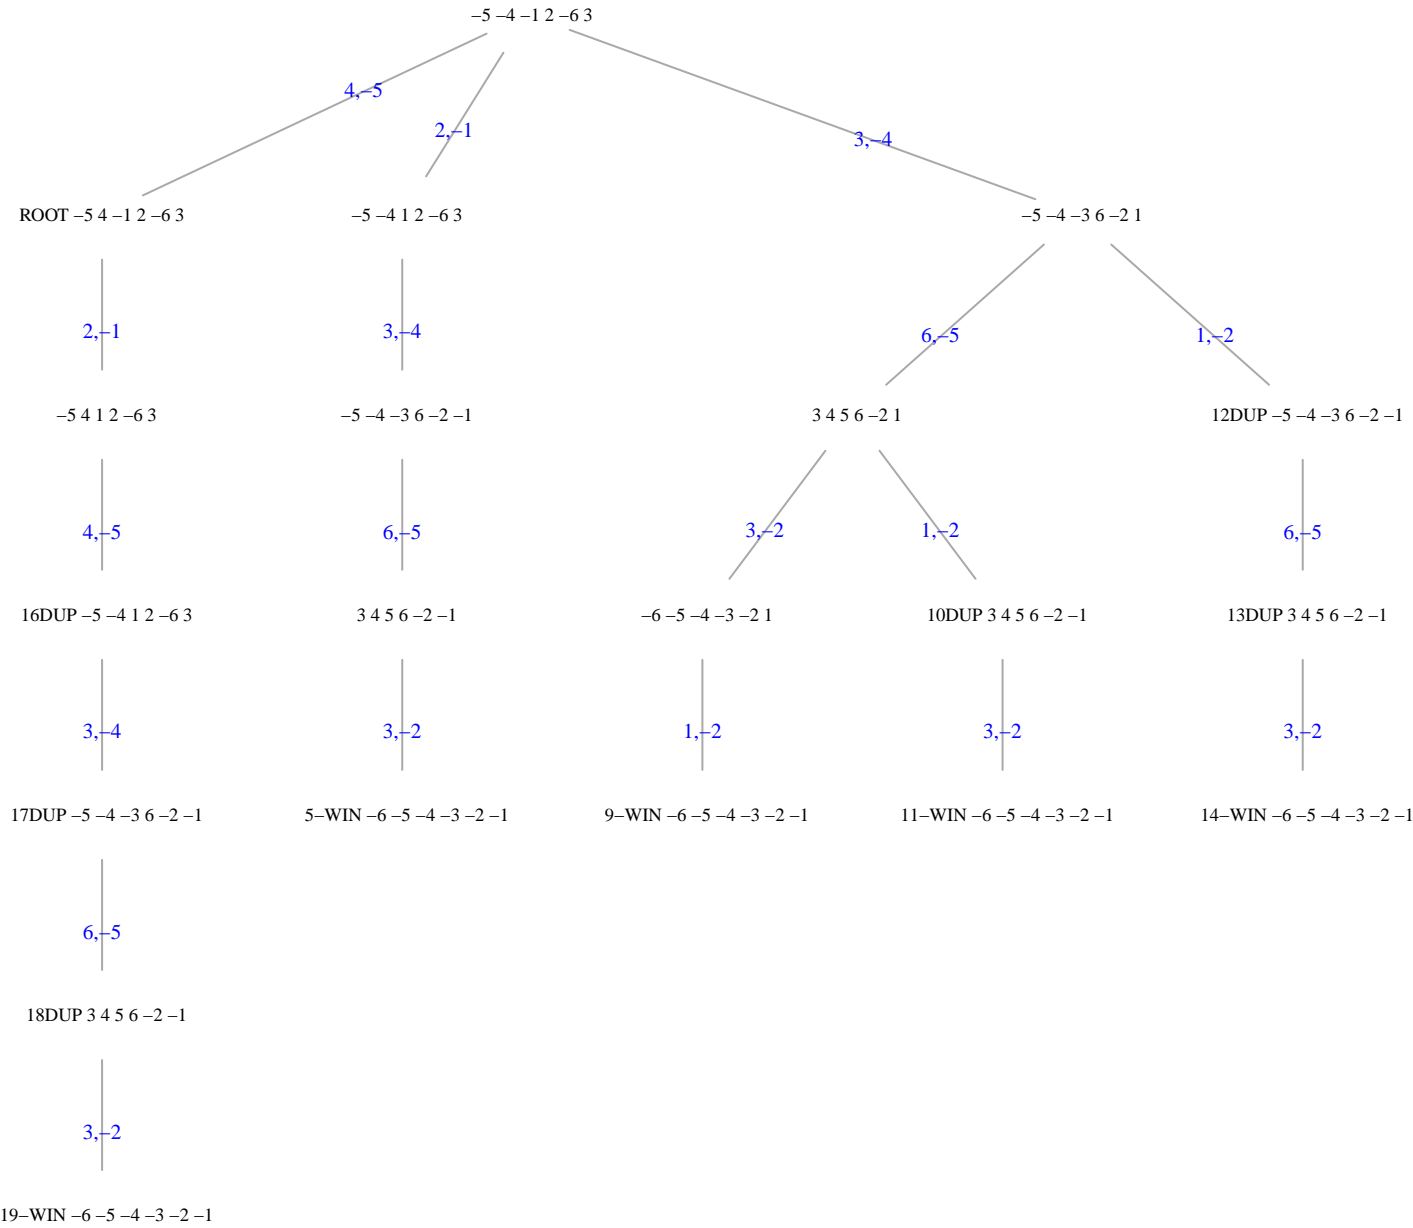 –5 –4 –1 2 –6 3
4,–5
2,–1
3,–4
ROOT –5 4 –1 2 –6 3
–5 –4 1 2 –6 3
–5 –4 –3 6 –2 1
2,–1
3,–4
6,–5
1,–2
–5 4 1 2 –6 3
–5 –4 –3 6 –2 –1
3 4 5 6 –2 1
12DUP –5 –4 –3 6 –2 –1
4,–5
6,–5
3,–2
1,–2
6,–5
16DUP –5 –4 1 2 –6 3
3 4 5 6 –2 –1
–6 –5 –4 –3 –2 1
10DUP 3 4 5 6 –2 –1
13DUP 3 4 5 6 –2 –1
3,–4
3,–2
1,–2
3,–2
3,–2
17DUP –5 –4 –3 6 –2 –1
5–WIN –6 –5 –4 –3 –2 –1
9–WIN –6 –5 –4 –3 –2 –1
11–WIN –6 –5 –4 –3 –2 –1
14–WIN –6 –5 –4 –3 –2 –1
6,–5
18DUP 3 4 5 6 –2 –1
3,–2
19–WIN –6 –5 –4 –3 –2 –1